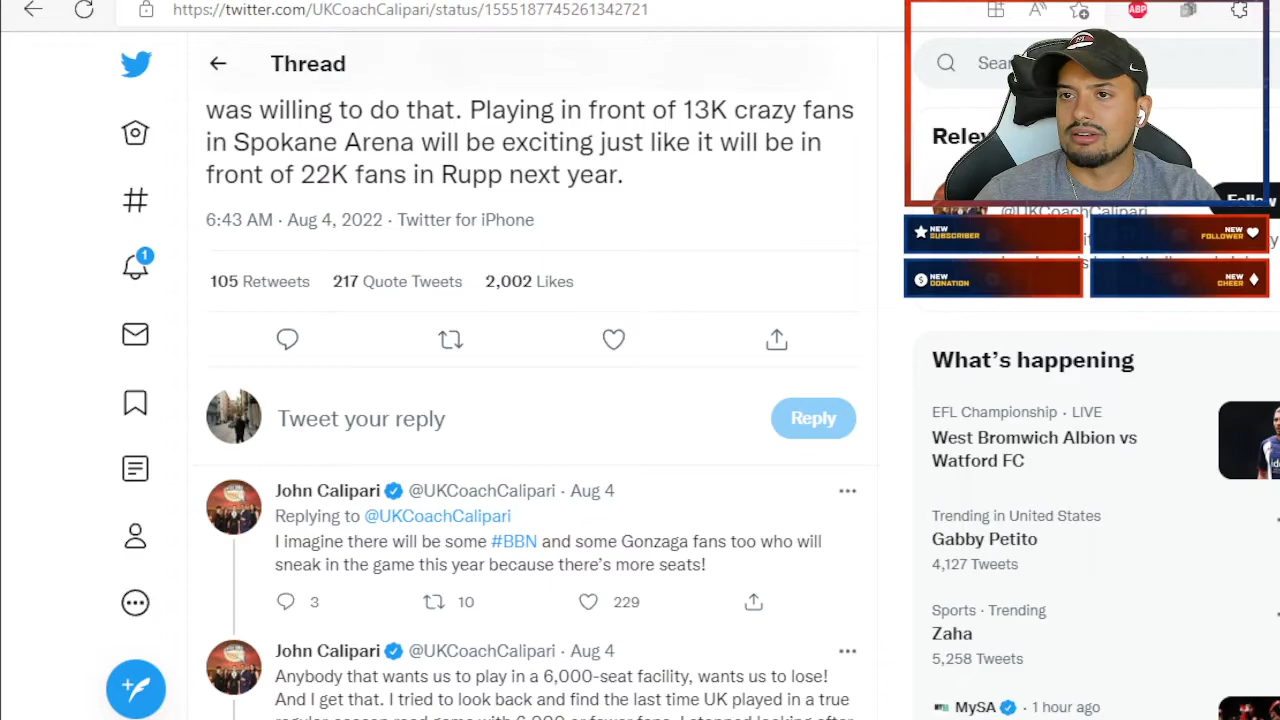 https://twitter.com/UKCoachCalipari/status/1555187745261342721
ABP
Thread
was willing to do that. Playing in front of 13K crazy fans
in Spokane Arena will be exciting just like it will be in
front of 22K fans in Rupp next year.
6:43 AM · Aug 4, 2022 · Twitter for iPhone
105 Retweets 217 Quote Tweets 2,002 Likes
Tweet your reply
Reply
John Calipari @UKCoachCalipari · Aug 4
Replying to @UKCoachCalipari
I imagine there will be some #BBN and some Gonzaga fans too who will
sneak in the game this year because there's more seats!
3 10 229
John Calipari @UKCoachCalipari · Aug 4
Anybody that wants us to play in a 6,000-seat facility, wants us to lose!
And I get that. I tried to look back and find the last time UK played in a true
regular season road game with 6,000 or fewer fans. I stopped looking after
1
Sear
Rele
Follow
@UKCoachCalipari
NEW SUBSCRIBER
NEW FOLLOWER
NEW DONATION
NEW CHEER
What's happening
EFL Championship · LIVE
West Bromwich Albion vs
Watford FC
Trending in United States
Gabby Petito
4,127 Tweets
Sports · Trending
Zaha
5,258 Tweets
MySA · 1 hour ago